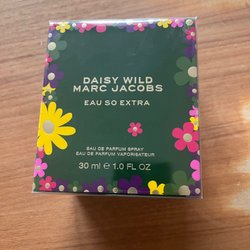 DAISY WILD
MARC JACOBS
EAU SO EXTRA
EAU DE PARFUM SPRAY
EAU DE PARFUM VAPORISATEUR
30 ml ℮ 1.0 FL OZ